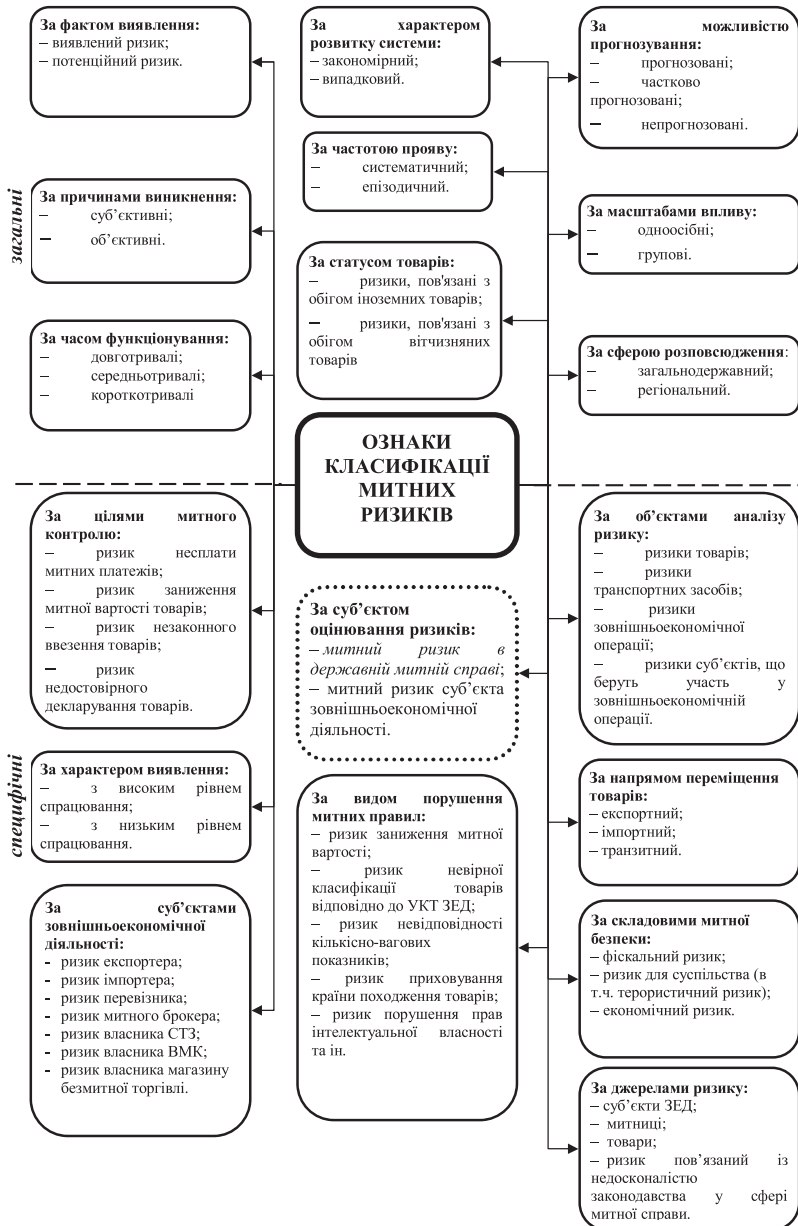 За фактом виявлення:
– виявлений ризик;
– потенційний ризик.
За характером
розвитку системи:
– закономірний;
– випадковий.
За можливістю
прогнозування:
– прогнозовані;
– частково
прогнозовані;
– непрогнозовані.
За частотою прояву:
– систематичний;
– епізодичний.
загальні
За причинами виникнення:
– суб’єктивні;
– об’єктивні.
За масштабами впливу:
– одноосібні;
– групові.
За статусом товарів:
– ризики, пов'язані з
обігом іноземних товарів;
– ризики, пов'язані з
обігом вітчизняних
товарів
За часом функціонування:
– довготривалі;
– середньотривалі;
– короткотривалі
За сферою розповсюдження:
– загальнодержавний;
– регіональний.
ОЗНАКИ
КЛАСИФІКАЦІЇ
МИТНИХ
РИЗИКІВ
За цілями митного
контролю:
– ризик несплати
митних платежів;
– ризик заниження
митної вартості товарів;
– ризик незаконного
ввезення товарів;
– ризик
недостовірного
декларування товарів.
За суб’єктом
оцінювання ризиків:
– митний ризик в
державній митній справі;
– митний ризик суб’єкта
зовнішньоекономічної
діяльності.
За об’єктами аналізу
ризику:
– ризики товарів;
– ризики
транспортних засобів;
– ризики
зовнішньоекономічної
операції;
– ризики суб’єктів, що
беруть участь у
зовнішньоекономічній
операції.
специфічні
За характером виявлення:
– з високим рівнем
спрацювання;
– з низьким рівнем
спрацювання.
За видом порушення
митних правил:
– ризик заниження митної
вартості;
– ризик невірної
класифікації товарів
відповідно до УКТ ЗЕД;
– ризик невідповідності
кількісно-вагових
показників;
– ризик приховування
країни походження товарів;
– ризик порушення прав
інтелектуальної власності
та ін.
За напрямом переміщення
товарів:
– експортний;
– імпортний;
– транзитний.
За суб’єктами
зовнішньоекономічної
діяльності:
- ризик експортера;
- ризик імпортера;
- ризик перевізника;
- ризик митного брокера;
- ризик власника СТЗ;
- ризик власника ВМК;
- ризик власника магазину
безмитної торгівлі.
За складовими митної
безпеки:
– фіскальний ризик;
– ризик для суспільства (в
т.ч. терористичний ризик);
– економічний ризик.
За джерелами ризику:
– суб’єкти ЗЕД;
– митниці;
– товари;
– ризик пов’язаний із
недосконалістю
законодавства у сфері
митної справи.